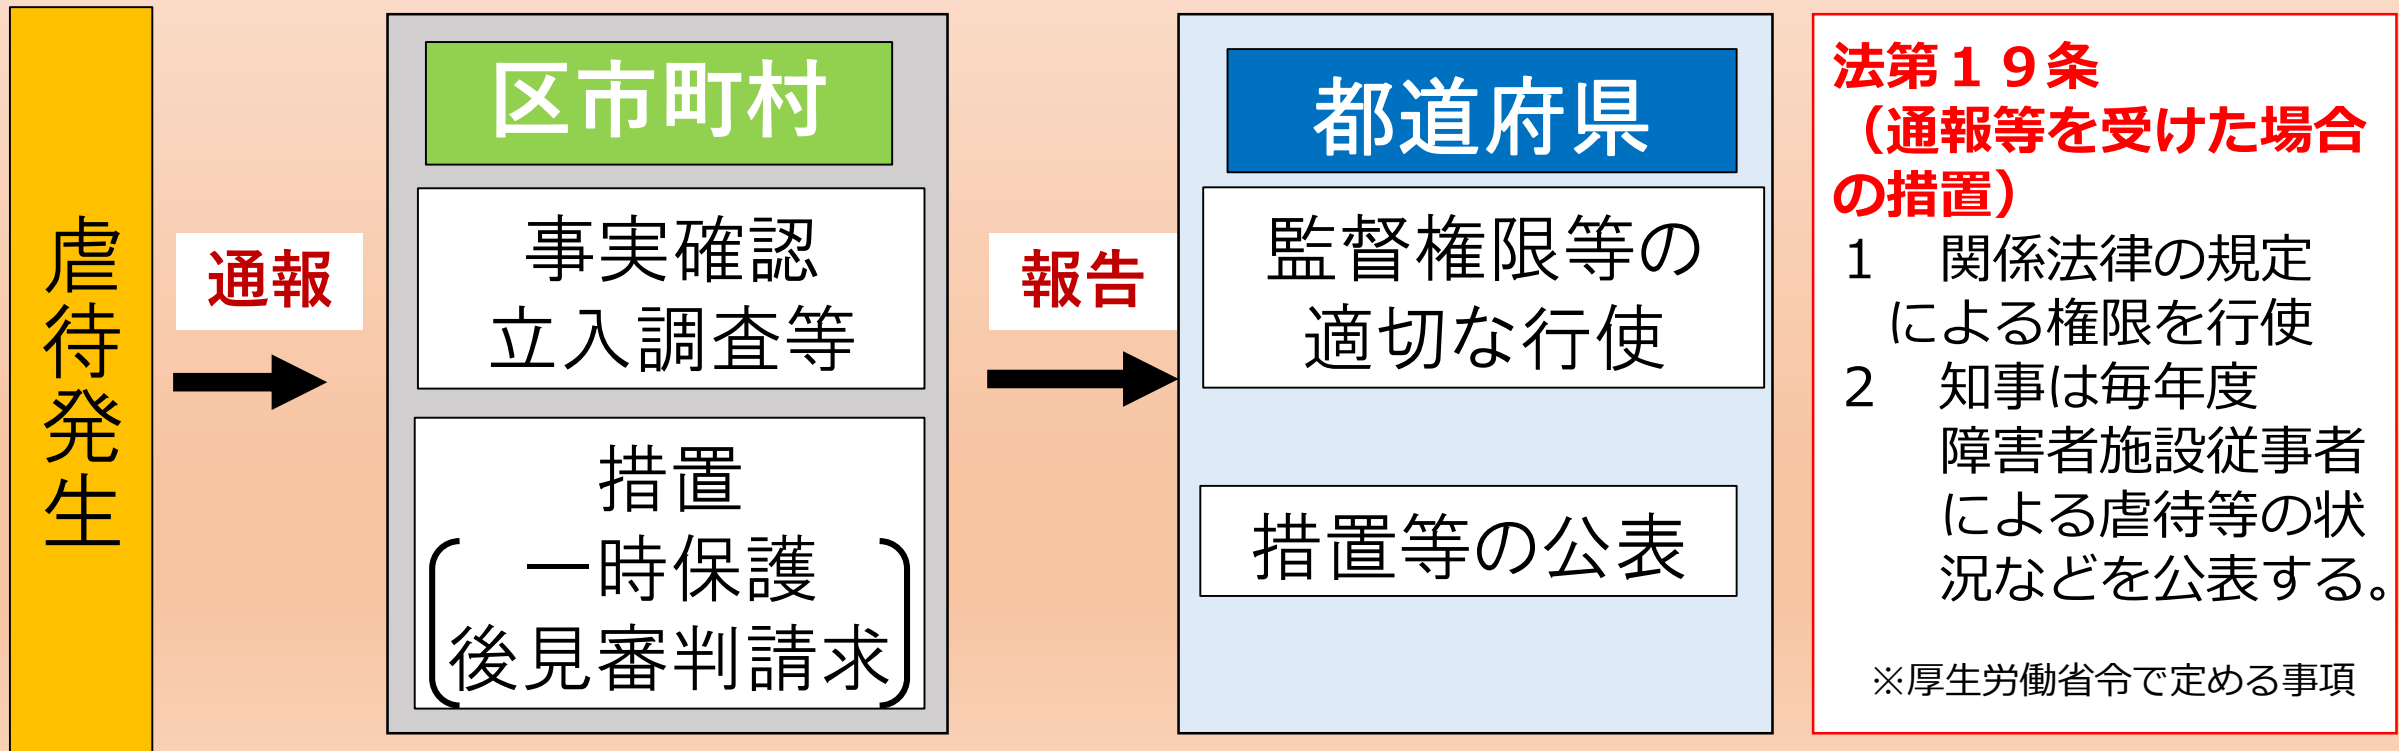 虐待発生
通報
区市町村
事実確認
立入調査等
措置
一時保護
後見審判請求
報告
都道府県
監督権限等の
適切な行使
措置等の公表
法第１９条
（通報等を受けた場合
の措置）
１　関係法律の規定
による権限を行使
２　知事は毎年度
障害者施設従事者
による虐待等の状
況などを公表する。
※厚生労働省令で定める事項